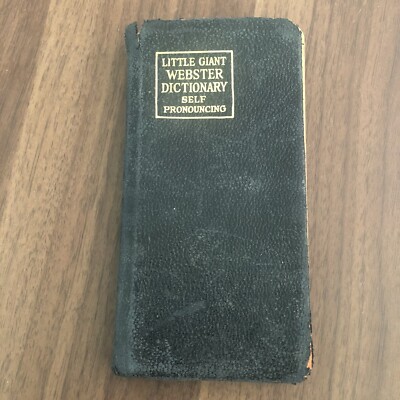 LITTLE GIANT
WEBSTER
DICTIONARY
SELF
PRONOUNCING